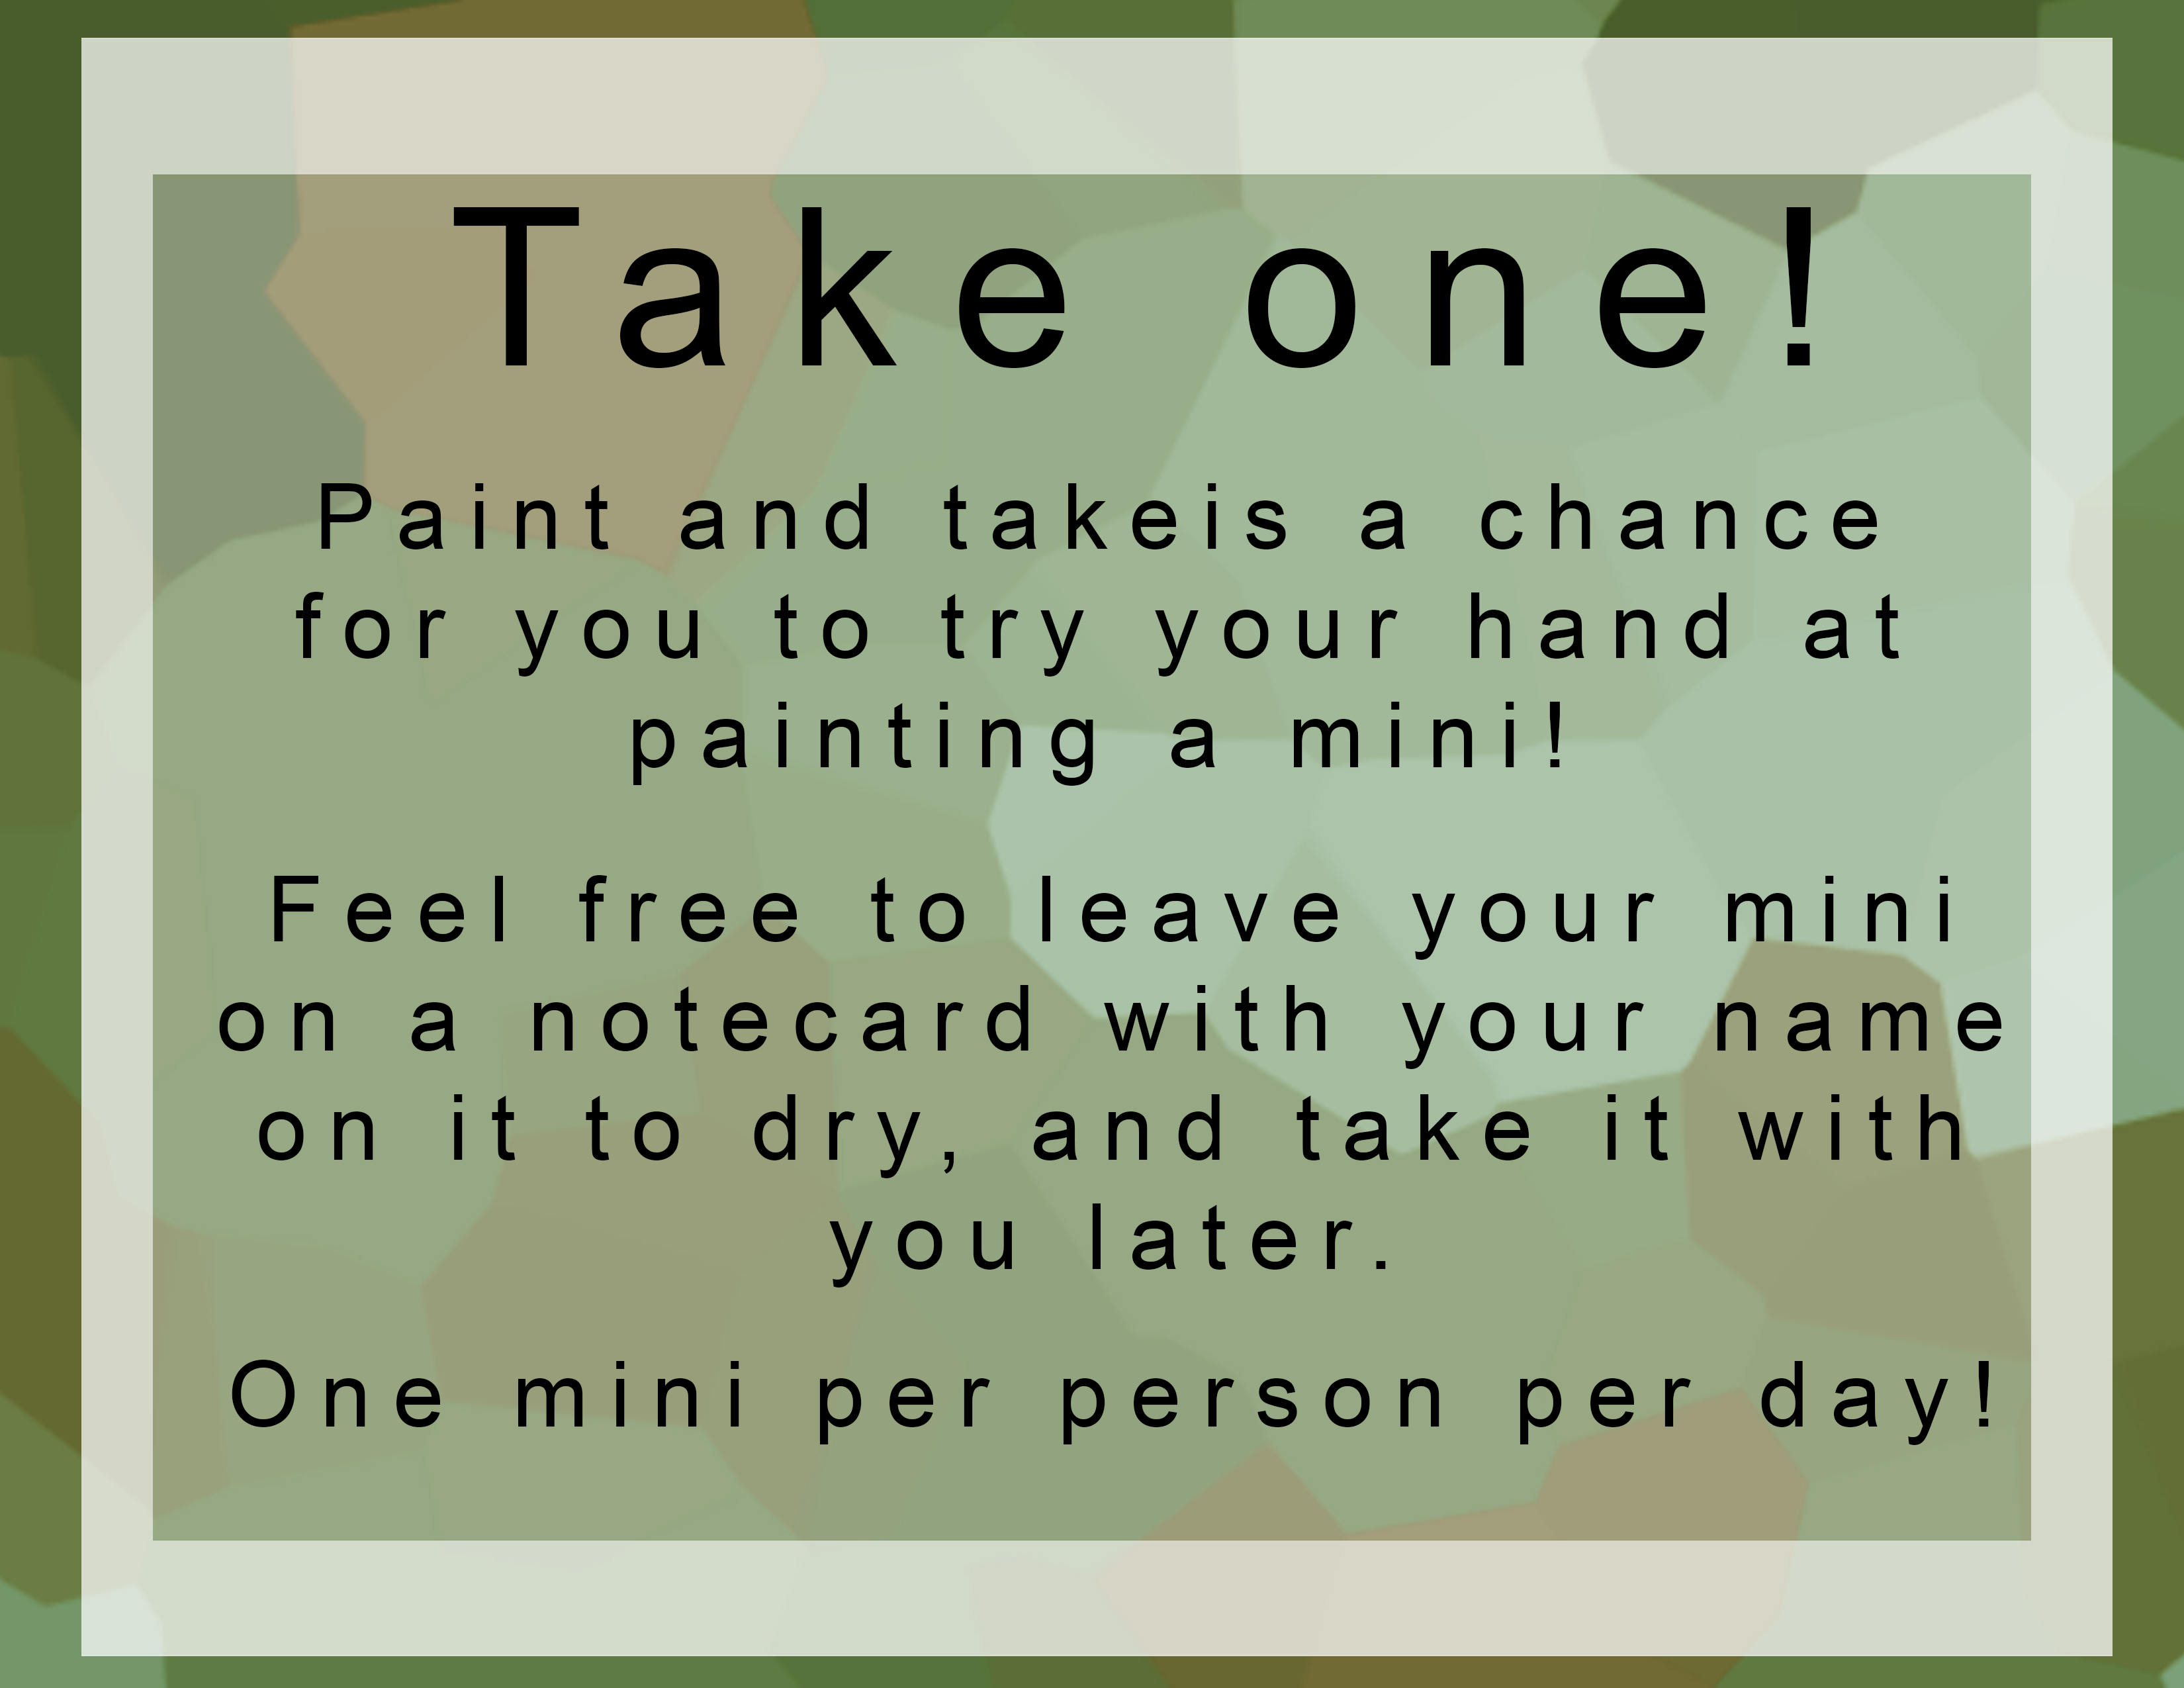 Take one!
Paint and takeis a chance
for you to try your hand at
painting a mini!
Feel free to leave your mini
on a notecard with your name
on it to dry, and take it with
you later.
One mini per person per day!